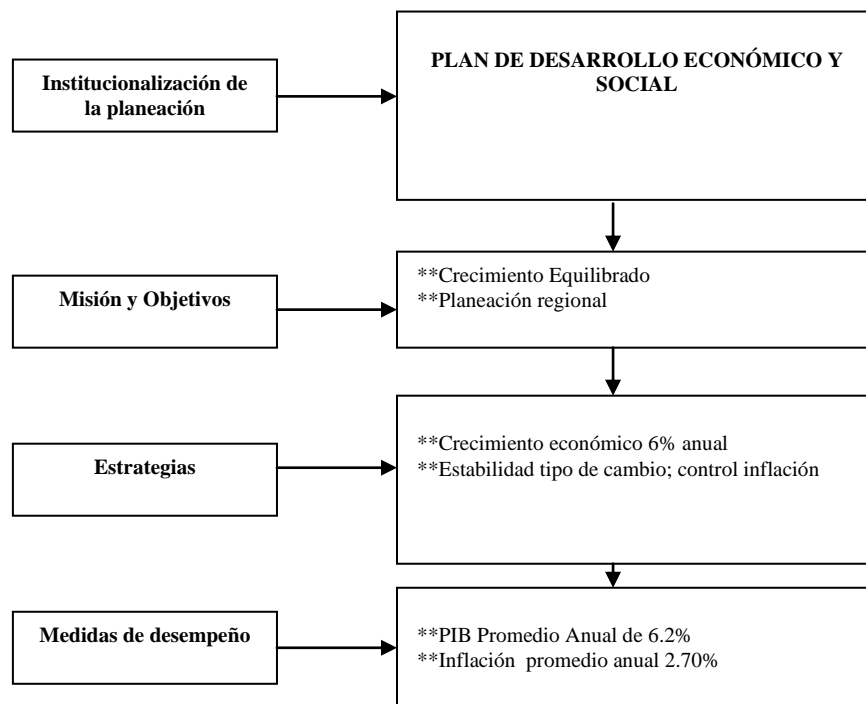 Institucionalización de
la planeación
PLAN DE DESARROLLO ECONÓMICO Y
SOCIAL
Misión y Objetivos
**Crecimiento Equilibrado
**Planeación regional
Estrategias
**Crecimiento económico 6% anual
**Estabilidad tipo de cambio; control inflación
Medidas de desempeño
**PIB Promedio Anual de 6.2%
**Inflación promedio anual 2.70%